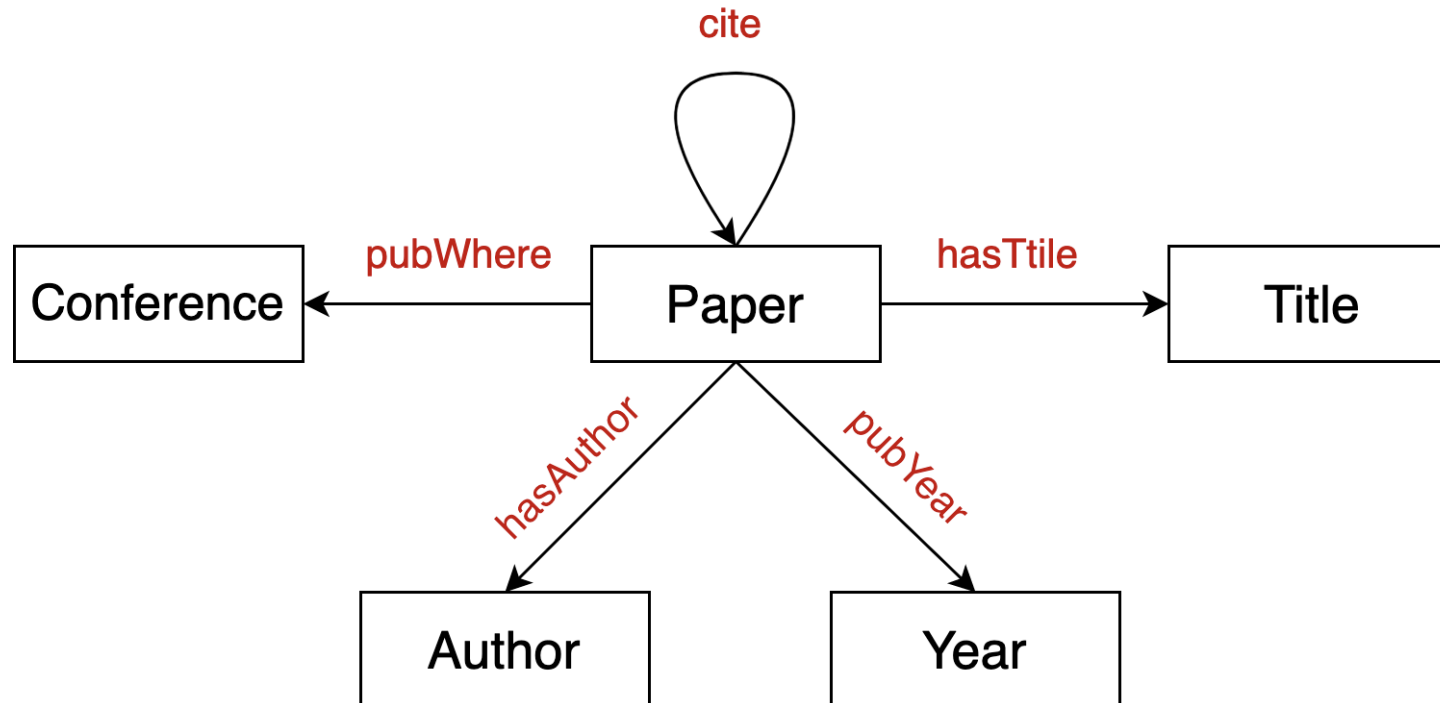 cite
pubWhere
hasTtile
Conference
Paper
Title
hasAuthor
pubYear
Author
Year